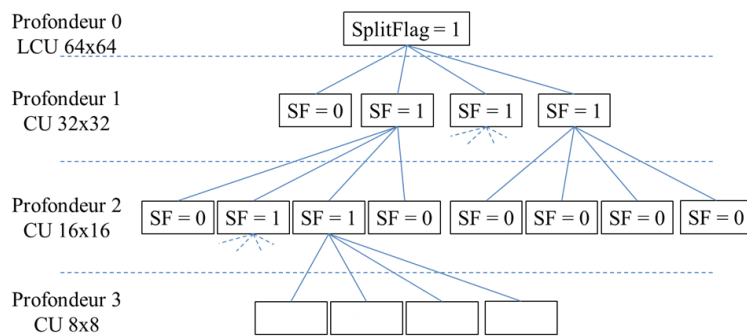 Profondeur 0
LCU 64x64
SplitFlag = 1
Profondeur 1
CU 32x32
SF = 0
SF = 1
SF = 1
SF = 1
Profondeur 2
CU 16x16
SF = 0
SF = 1
SF = 1
SF = 0
SF = 0
SF = 0
SF = 0
SF = 0
Profondeur 3
CU 8x8